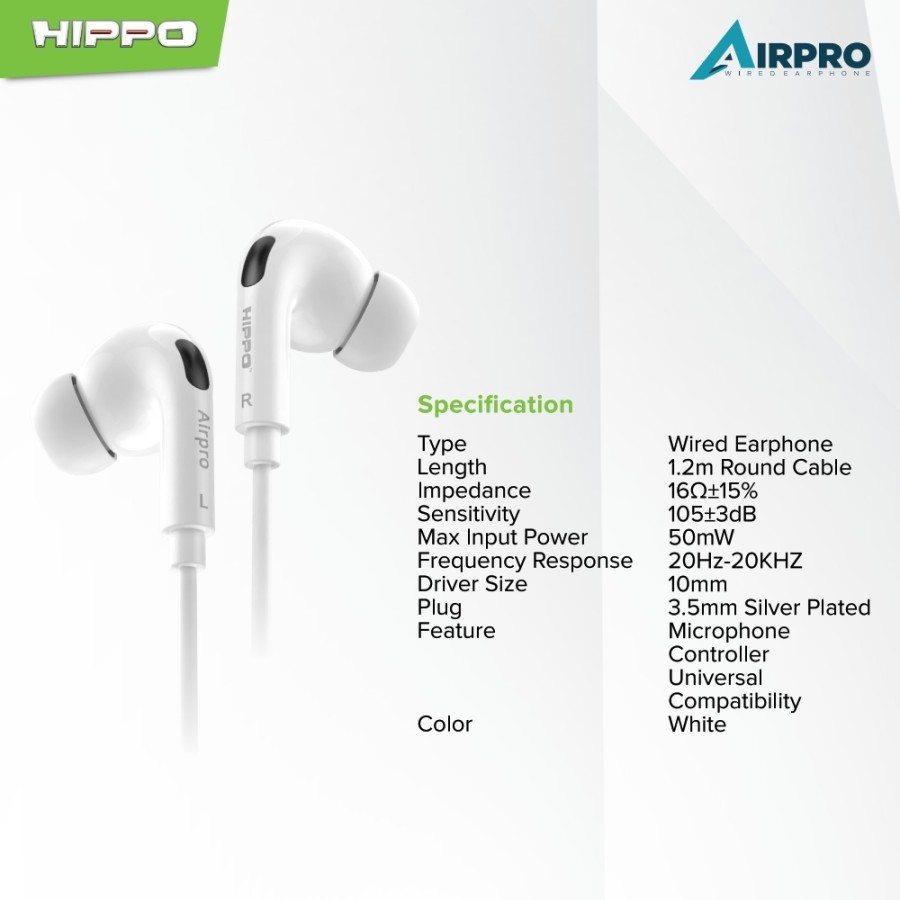 HIPPO
AIRPRO
WIREDEARPHONE
HIPPO
R
AIrpro
L
Specification
Type Wired Earphone
Length 1.2m Round Cable
Impedance 16Ω±15%
Sensitivity 105±3dB
Max Input Power 50mW
Frequency Response 20Hz-20KHZ
Driver Size 10mm
Plug 3.5mm Silver Plated
Feature Microphone
Controller
Universal
Compatibility
Color White